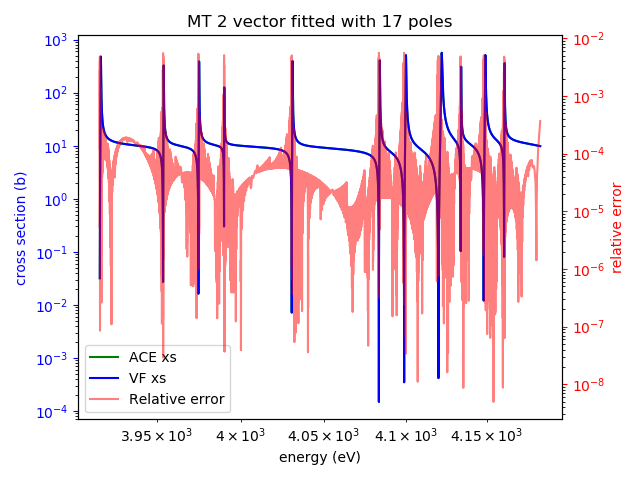 MT 2 vector fitted with 17 poles
10³
10²
10¹
10⁰
10⁻¹
10⁻²
10⁻³
10⁻⁴
cross section (b)
10⁻²
10⁻³
10⁻⁴
10⁻⁵
10⁻⁶
10⁻⁷
10⁻⁸
relative error
ACE xs
VF xs
Relative error
3.95 × 10³
4 × 10³
4.05 × 10³
4.1 × 10³
4.15 × 10³
energy (eV)